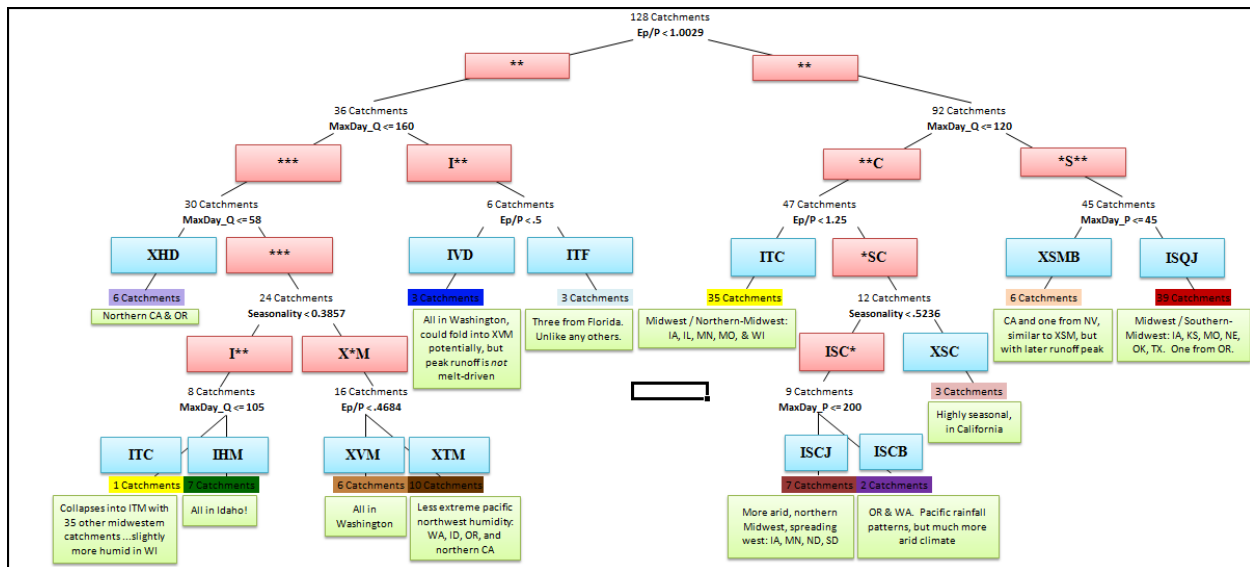 128 Catchments
Ep/P < 1.0029
**
**
36 Catchments
MaxDay_Q <= 160
92 Catchments
MaxDay_Q <= 120
***
I**
**C
*S**
30 Catchments
MaxDay_Q <= 58
6 Catchments
Ep/P < .5
47 Catchments
Ep/P < 1.25
45 Catchments
MaxDay_P <= 45
XHD
***
IVD
ITF
ITC
*SC
XSMB
ISQJ
6 Catchments
24 Catchments
Seasonality < 0.3857
3 Catchments
3 Catchments
35 Catchments
12 Catchments
Seasonality < .5236
6 Catchments
39 Catchments
Northern CA & OR
All in Washington,
could fold into XVM
potentially, but
peak runoff is not
melt-driven
Three from Florida.
Unlike any others.
Midwest / Northern-Midwest:
IA, IL, MN, MO, & WI
CA and one from NV,
similar to XSM, but
with later runoff peak
Midwest / Southern-
Midwest: IA, KS, MO, NE,
OK, TX.  One from OR.
I**
X*M
ISC*
XSC
8 Catchments
MaxDay_Q <= 105
16 Catchments
Ep/P < .4684
9 Catchments
MaxDay_P <= 200
3 Catchments
Highly seasonal,
in California
ITC
IHM
XVM
XTM
ISCJ
ISCB
1 Catchments
7 Catchments
6 Catchments
10 Catchments
7 Catchments
2 Catchments
Collapses into ITM with
35 other midwestern
catchments ...slightly
more humid in WI
All in Idaho!
All in
Washington
Less extreme pacific
northwest humidity:
WA, ID, OR, and
northern CA
More arid, northern
Midwest, spreading
west: IA, MN, ND, SD
OR & WA.  Pacific rainfall
patterns, but much more
arid climate